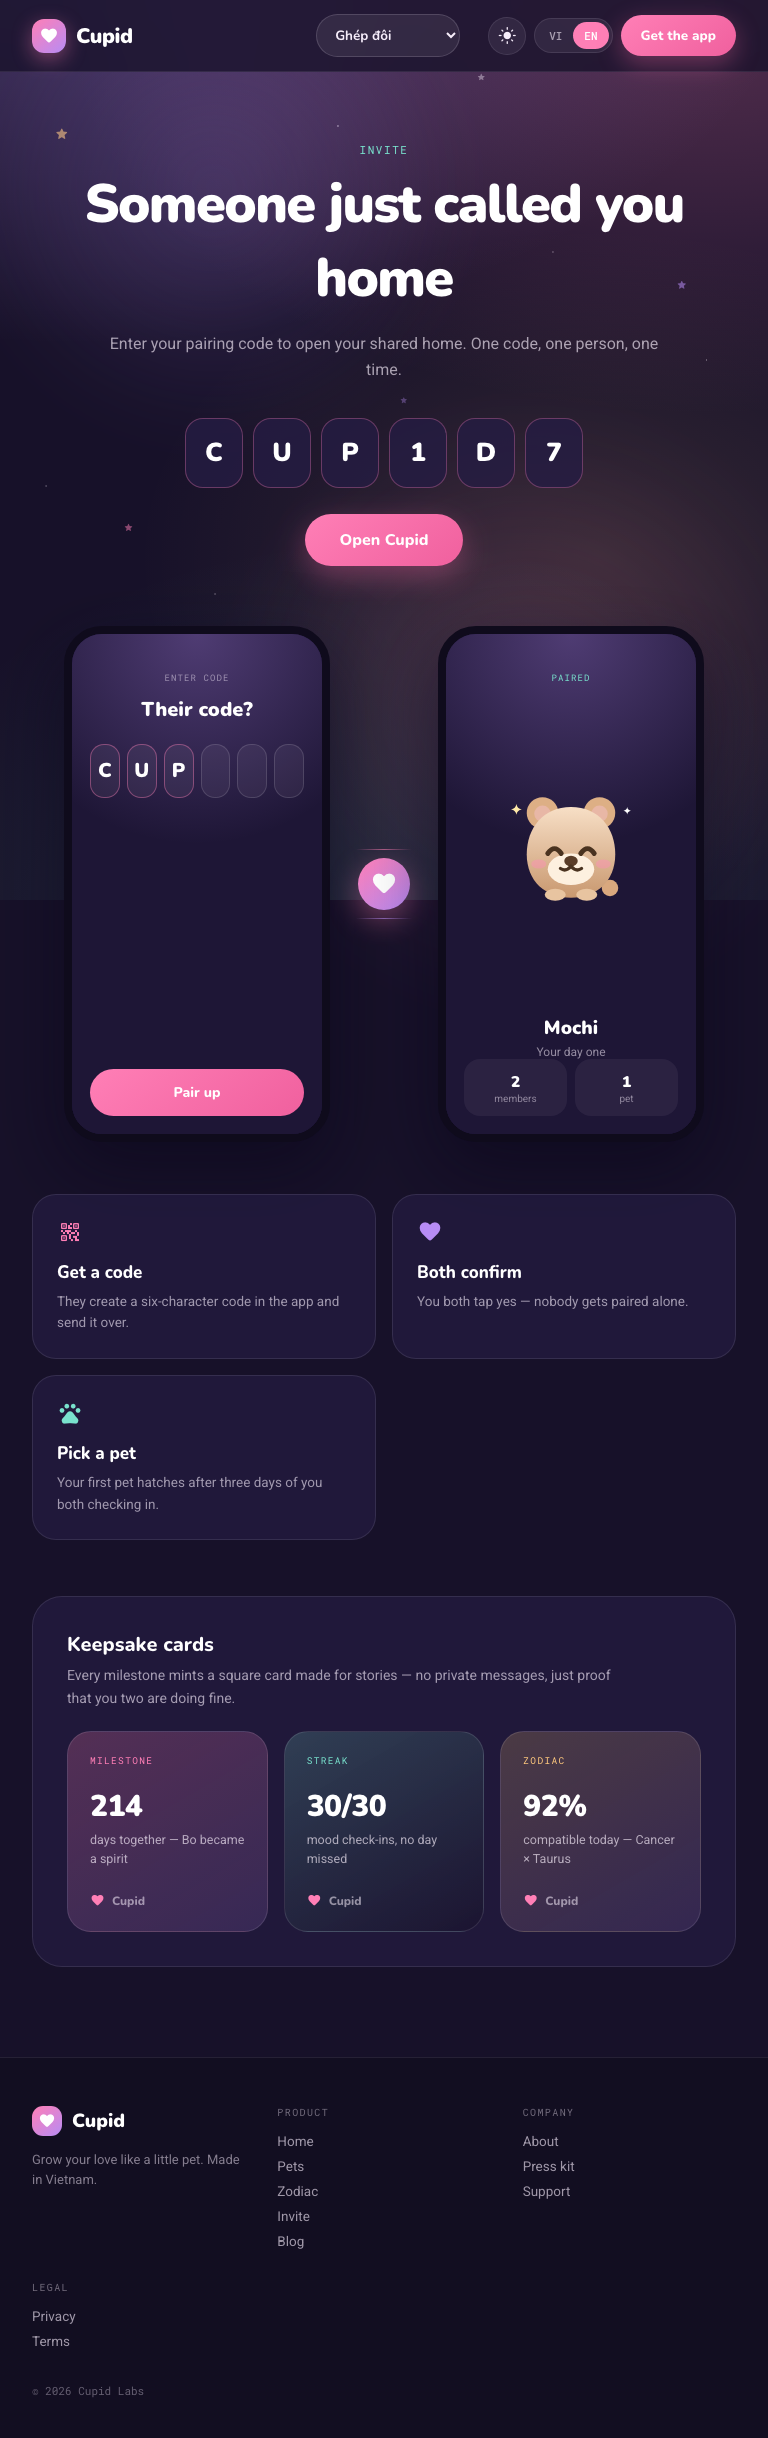 Cupid
Ghép đôi
VI
EN
Get the app
INVITE
Someone just called you
home
Enter your pairing code to open your shared home. One code, one person, one
time.
C U P 1 D 7
Open Cupid
ENTER CODE
Their code?
C U P
Pair up
PAIRED
Mochi
Your day one
2
members
1
pet
Get a code
They create a six-character code in the app and
send it over.
Both confirm
You both tap yes — nobody gets paired alone.
Pick a pet
Your first pet hatches after three days of you
both checking in.
Keepsake cards
Every milestone mints a square card made for stories — no private messages, just proof
that you two are doing fine.
MILESTONE
214
days together — Bo became
a spirit
Cupid
STREAK
30/30
mood check-ins, no day
missed
Cupid
ZODIAC
92%
compatible today — Cancer
× Taurus
Cupid
Cupid
Grow your love like a little pet. Made
in Vietnam.
PRODUCT
Home
Pets
Zodiac
Invite
Blog
COMPANY
About
Press kit
Support
LEGAL
Privacy
Terms
© 2026 Cupid Labs